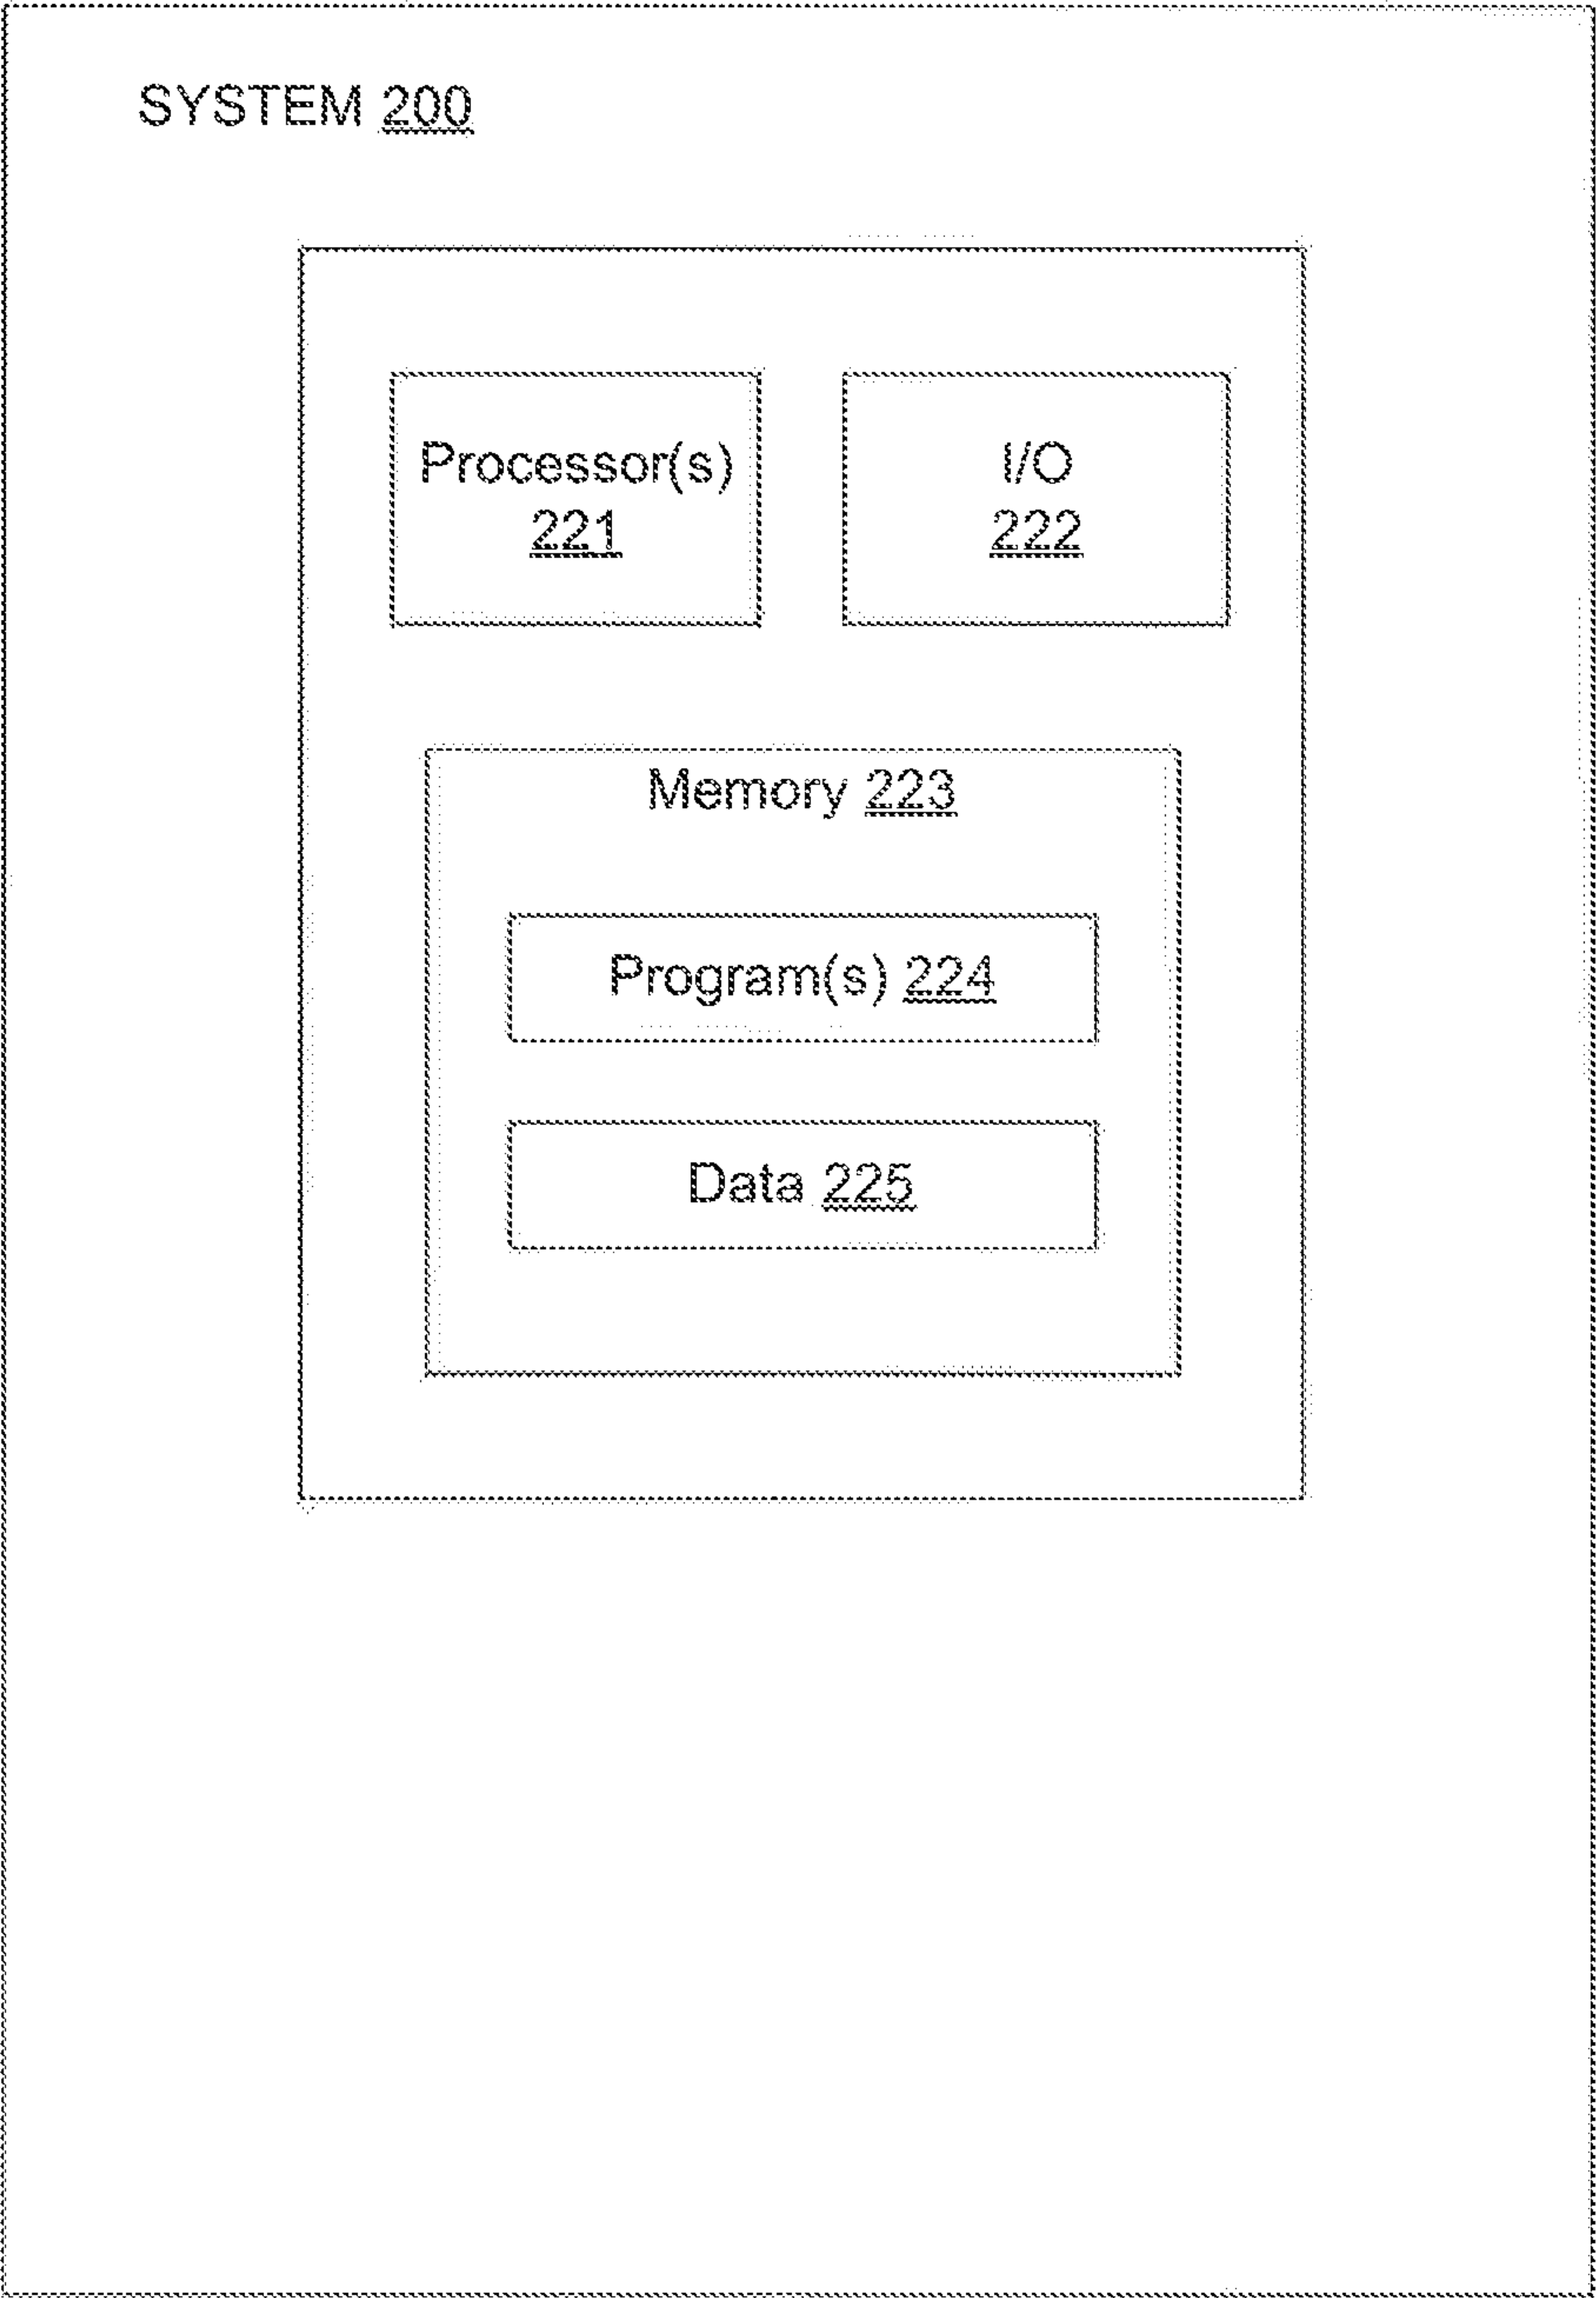 SYSTEM 200
Processor(s)
221
I/O
222
Memory 223
Program(s) 224
Data 225